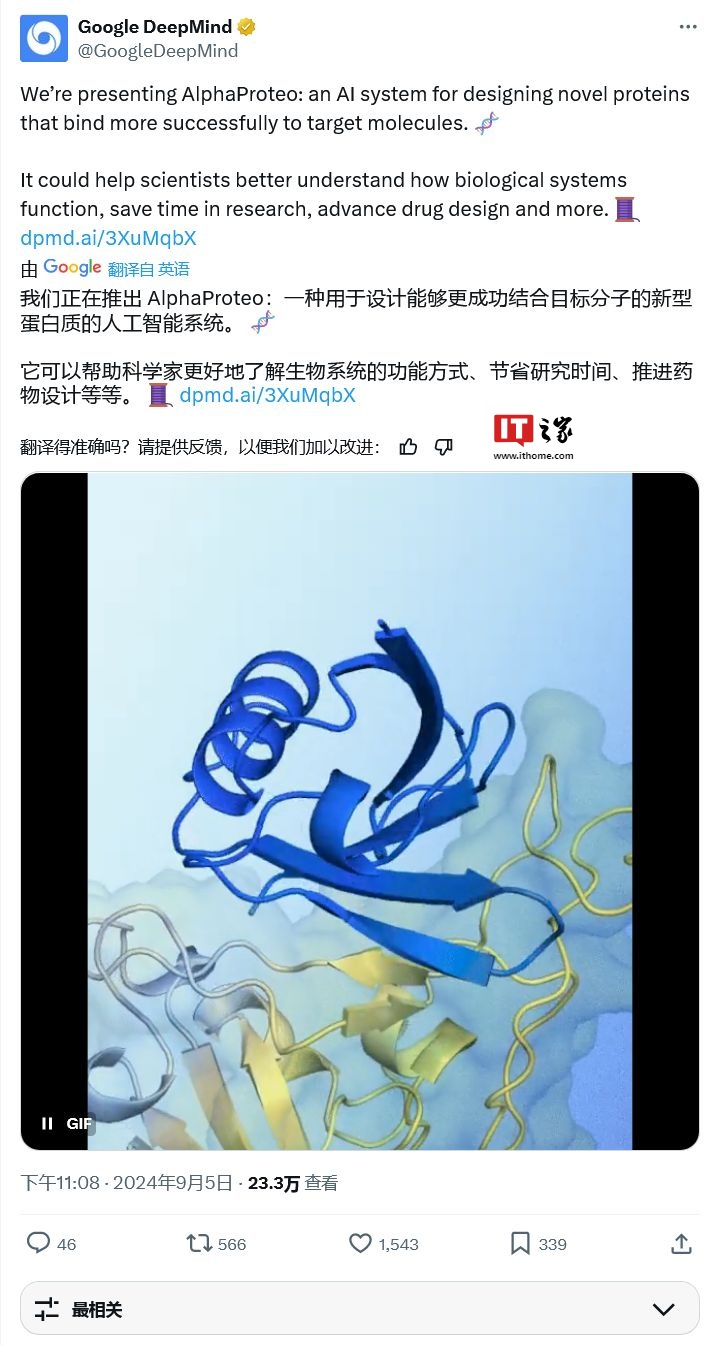 Google DeepMind
@GoogleDeepMind
We’re presenting AlphaProteo: an AI system for designing novel proteins
that bind more successfully to target molecules. 🧬
It could help scientists better understand how biological systems
function, save time in research, advance drug design and more. 🧵
dpmd.ai/3XuMqbX
由 Google 翻译自 英语
我们正在推出 AlphaProteo：一种用于设计能够更成功结合目标分子的新型
蛋白质的人工智能系统。 🧬
它可以帮助科学家更好地了解生物系统的功能方式、节省研究时间、推进药
物设计等等。 🧵 dpmd.ai/3XuMqbX
翻译得准确吗？请提供反馈，以便我们加以改进：
IT之家
www.ithome.com
GIF
下午11:08 · 2024年9月5日 · 23.3万 查看
46 566 1,543 339
最相关